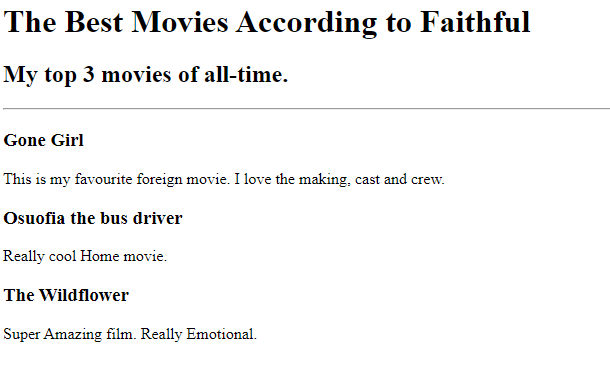 The Best Movies According to Faithful
My top 3 movies of all-time.
Gone Girl
This is my favourite foreign movie. I love the making, cast and crew.
Osuofia the bus driver
Really cool Home movie.
The Wildflower
Super Amazing film. Really Emotional.